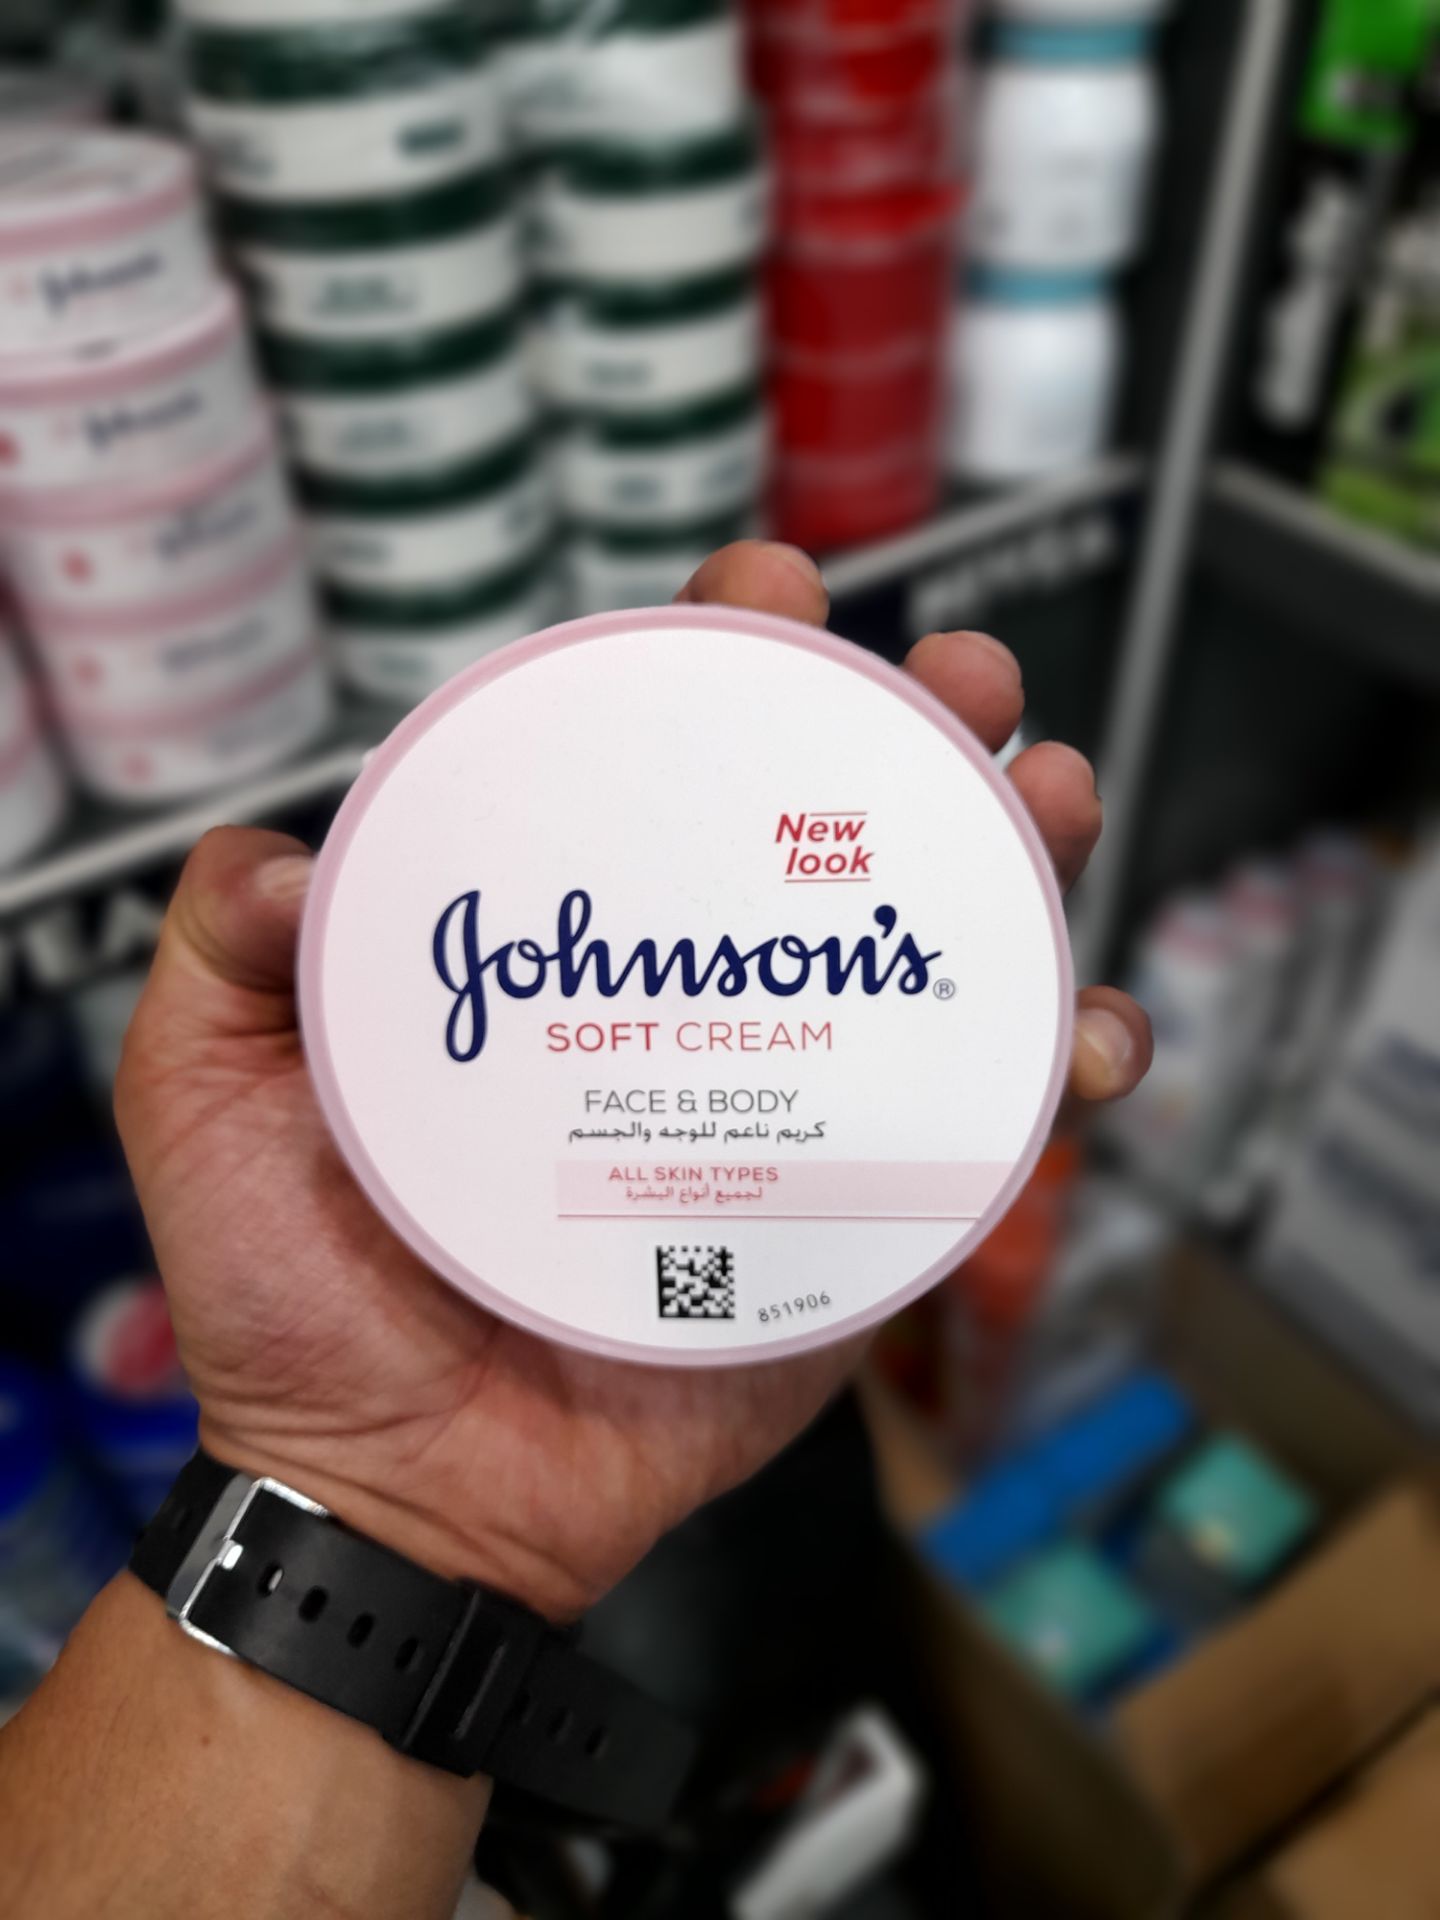 New
look
Johnson's®
SOFT CREAM
FACE & BODY
كريم ناعم للوجه والجسم
ALL SKIN TYPES
لجميع أنواع البشرة
851906